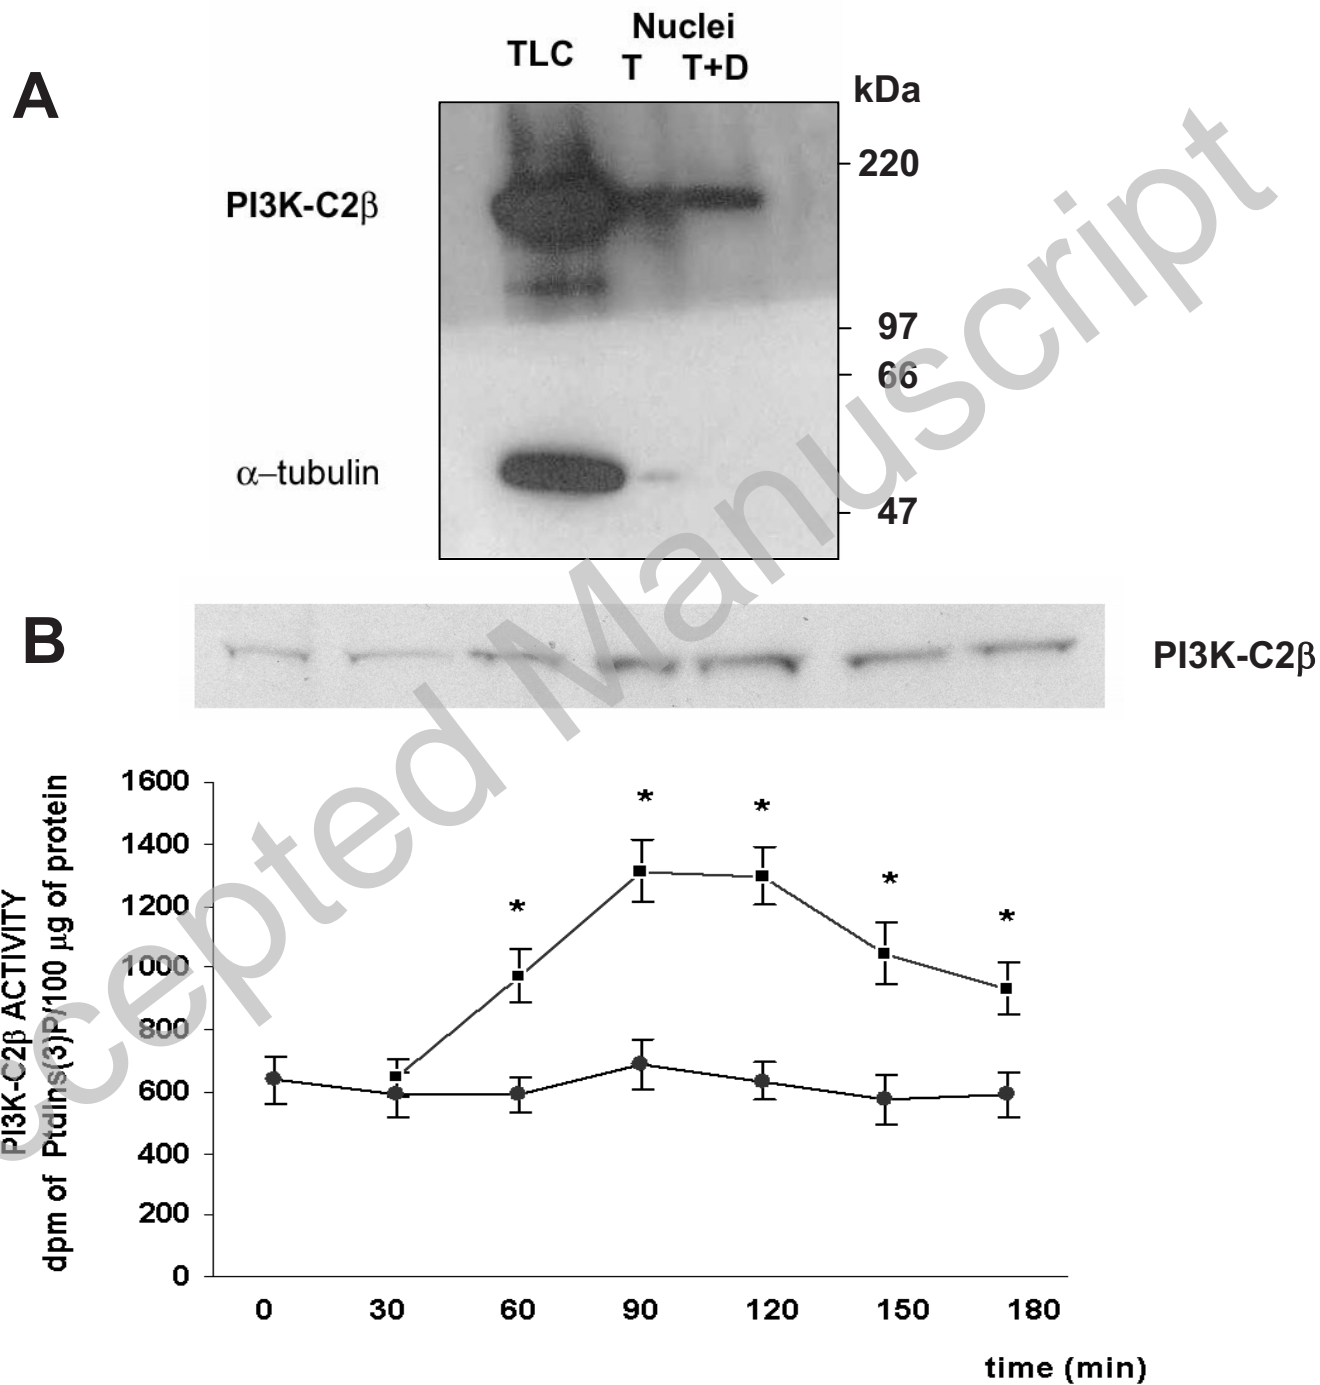 A
TLC
Nuclei
T T+D
kDa
220
PI3K-C2β
97
66
α–tubulin
47
B
PI3K-C2β
PI3K-C2β ACTIVITY
dpm of PtdIns(3)P/100 μg of protein
1600
1400
1200
1000
800
600
400
200
0
* * * * *
0 30 60 90 120 150 180
time (min)
cepted Manuscript